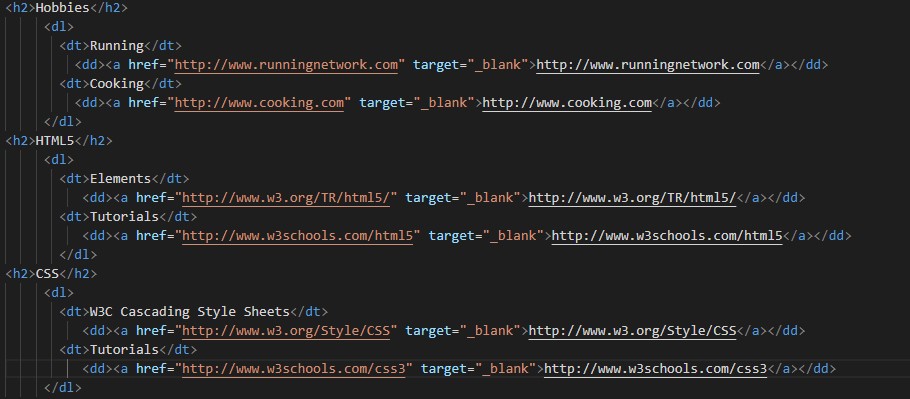 <h2>Hobbies</h2>
<dl>
<dt>Running</dt>
<dd><a href="http://www.runningnetwork.com" target="_blank">http://www.runningnetwork.com</a></dd>
<dt>Cooking</dt>
<dd><a href="http://www.cooking.com" target="_blank">http://www.cooking.com</a></dd>
</dl>
<h2>HTML5</h2>
<dl>
<dt>Elements</dt>
<dd><a href="http://www.w3.org/TR/html5/" target="_blank">http://www.w3.org/TR/html5/</a></dd>
<dt>Tutorials</dt>
<dd><a href="http://www.w3schools.com/html5" target="_blank">http://www.w3schools.com/html5</a></dd>
</dl>
<h2>CSS</h2>
<dl>
<dt>W3C Cascading Style Sheets</dt>
<dd><a href="http://www.w3.org/Style/CSS" target="_blank">http://www.w3.org/Style/CSS</a></dd>
<dt>Tutorials</dt>
<dd><a href="http://www.w3schools.com/css3" target="_blank">http://www.w3schools.com/css3</a></dd>
</dl>